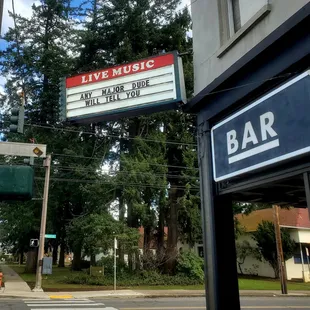 LIVE MUSIC
ANY MAJOR DUDE
WILL TELL YOU
BAR